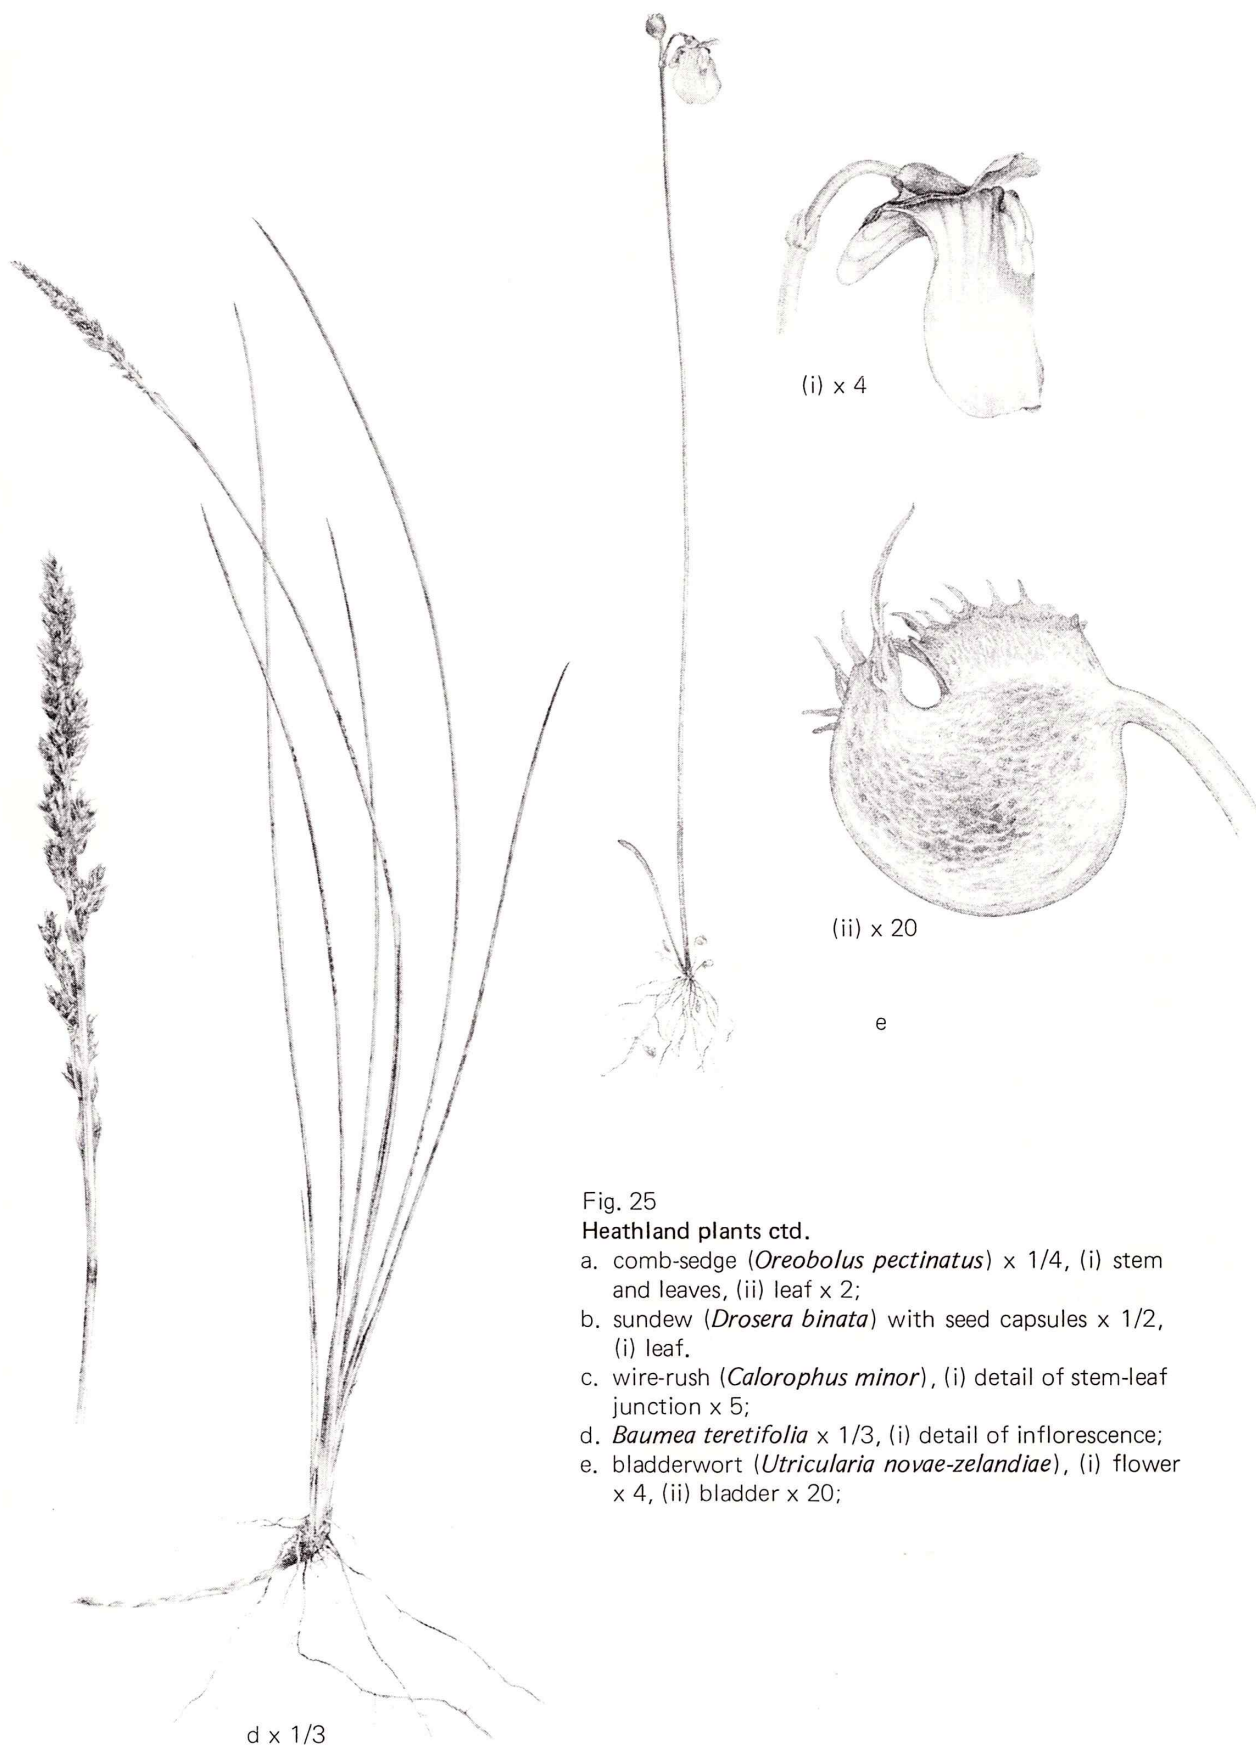 (i) x 4
(ii) x 20
e
Fig. 25
Heathland plants ctd.
a. comb-sedge (Oreobolus pectinatus) x 1/4, (i) stem
and leaves, (ii) leaf x 2;
b. sundew (Drosera binata) with seed capsules x 1/2,
(i) leaf.
c. wire-rush (Calorophus minor), (i) detail of stem-leaf
junction x 5;
d. Baumea teretifolia x 1/3, (i) detail of inflorescence;
e. bladderwort (Utricularia novae-zelandiae), (i) flower
x 4, (ii) bladder x 20;
d x 1/3